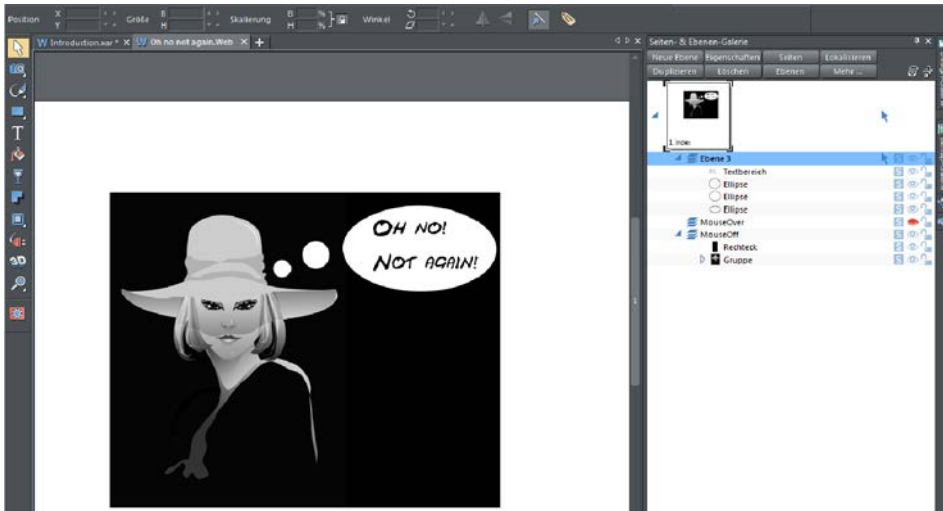 Position X Y Größe B H Skalierung B % H % Winkel
Introduction.xar * X Oh no not again.Web X +
Seiten- & Ebenen-Galerie
Neue Ebene Eigenschaften Seiten Lokalisieren
Duplizieren Löschen Ebenen Mehr ...
1. index
Ebene 3
Textbereich
Ellipse
Ellipse
Ellipse
MouseOver
MouseOff
Rechteck
Gruppe
T
3D
OH NO!
NOT AGAIN!